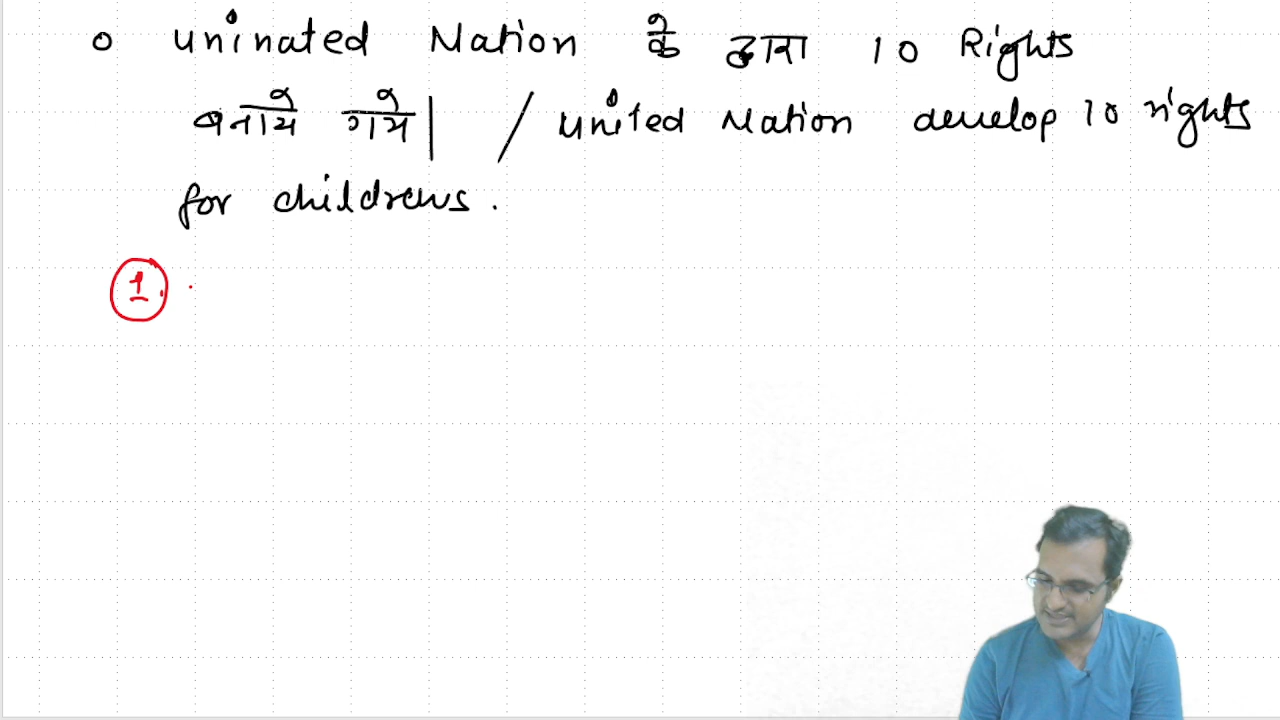 o uninated Nation के द्वारा 10 Rights
बनाये गये| / united Nation develop 10 rights
for childrens.
1.